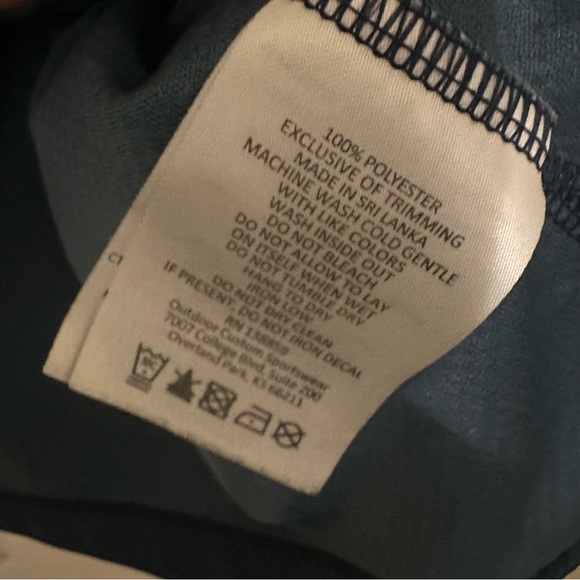 100% POLYESTER
EXCLUSIVE OF TRIMMING
MADE IN SRI LANKA
MACHINE WASH COLD GENTLE
WITH LIKE COLORS
WASH INSIDE OUT
DO NOT BLEACH
DO NOT ALLOW TO LAY
ON ITSELF WHEN WET
DO NOT TUMBLE DRY
HANG TO DRY
IRON LOW
DO NOT DRY CLEAN
IF PRESENT, DO NOT IRON DECAL
RN 138859
Outdoor Custom Sportswear
7007 College Blvd, Suite 200
Overland Park, KS 66211